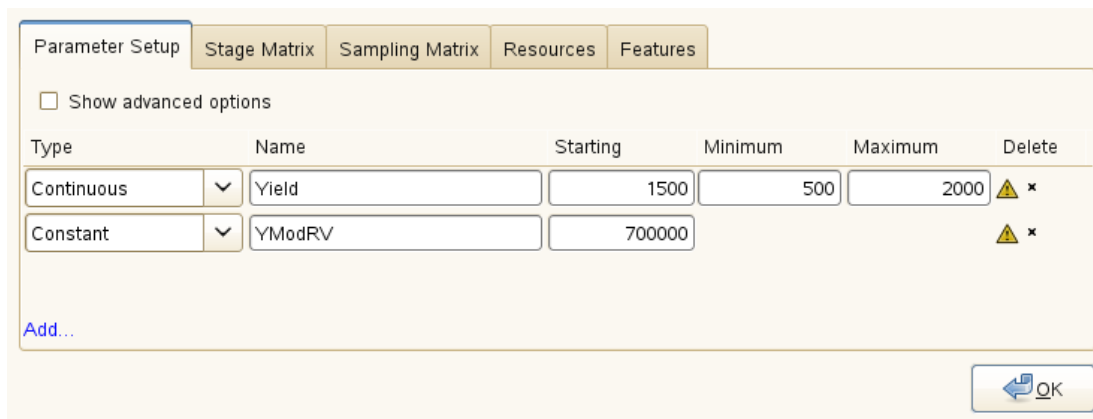 Parameter Setup Stage Matrix Sampling Matrix Resources Features
Show advanced options
Type Name Starting Minimum Maximum Delete
Continuous Yield 1500 500 2000 ×
Constant YModRV 700000 ×
Add...
OK